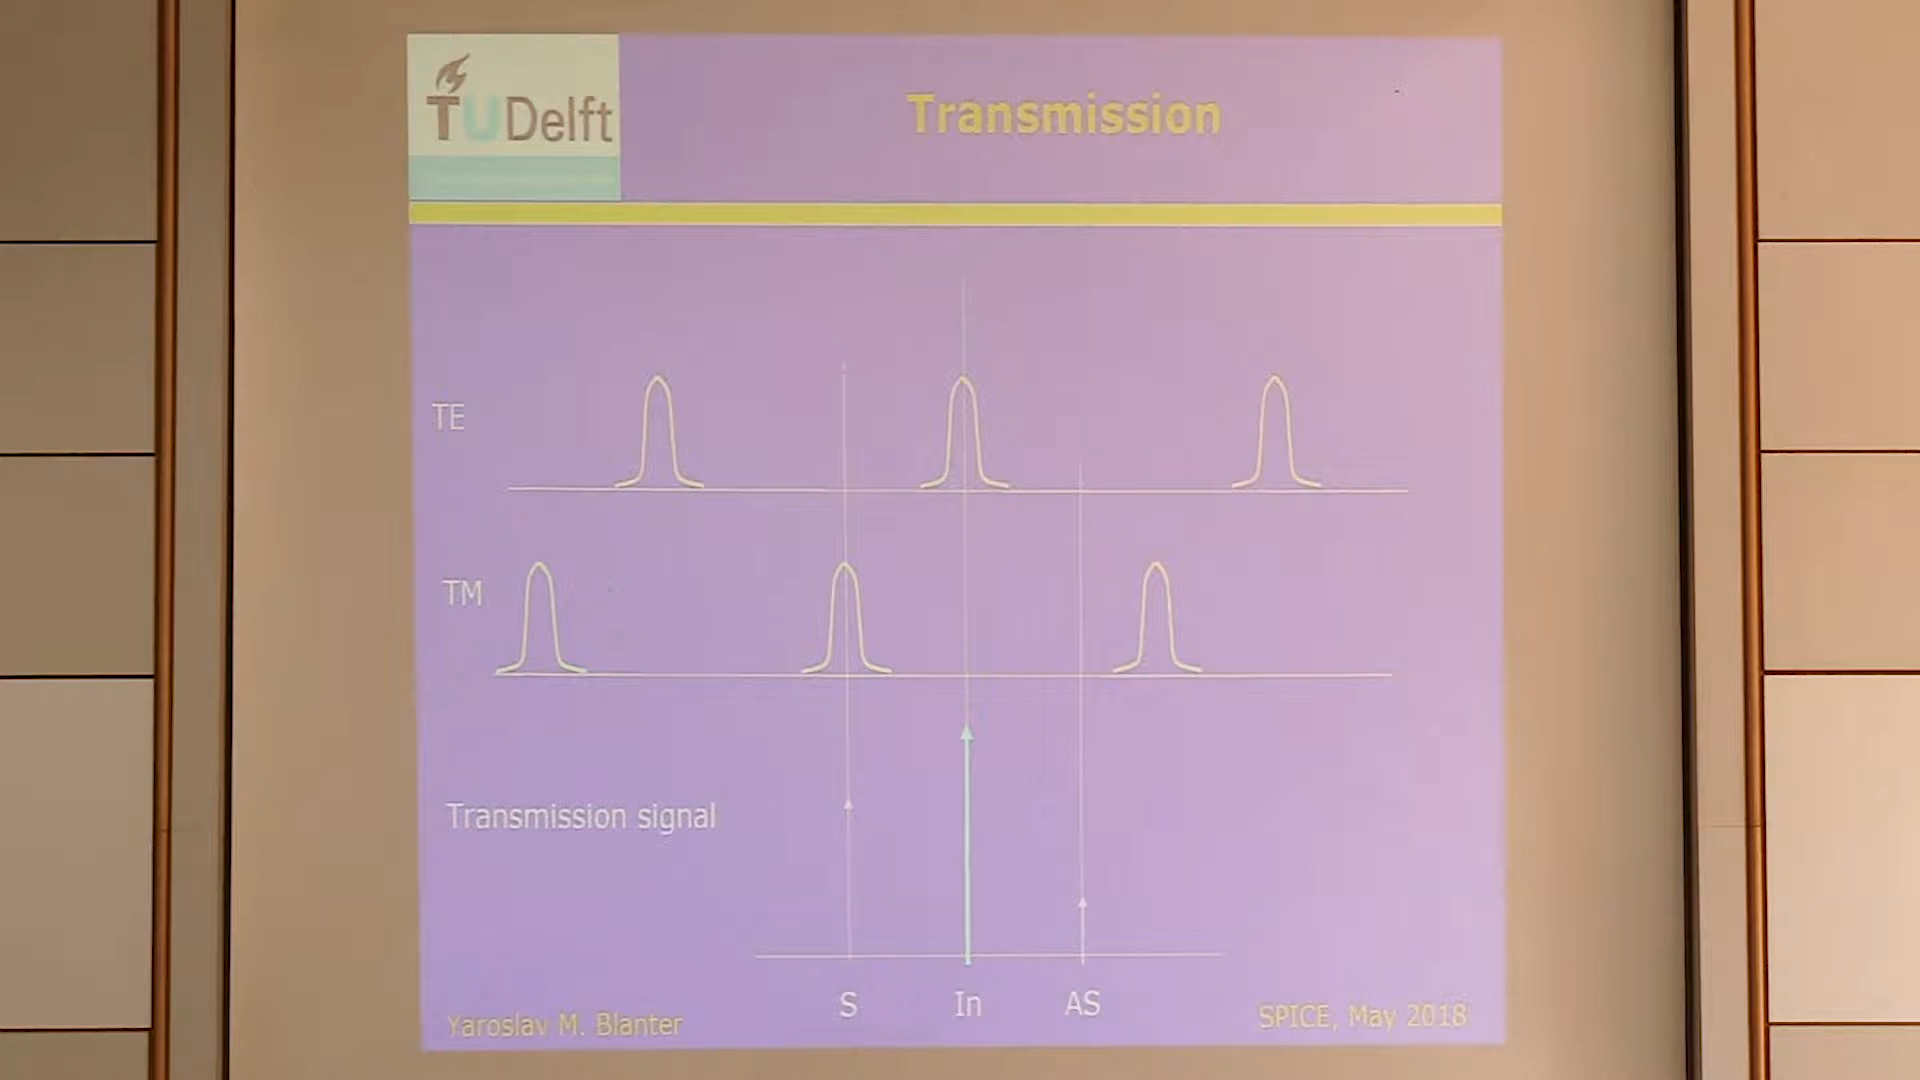 TU Delft
Transmission
TE
TM
Transmission signal
S In AS
Yaroslav M. Blanter
SPICE, May 2018